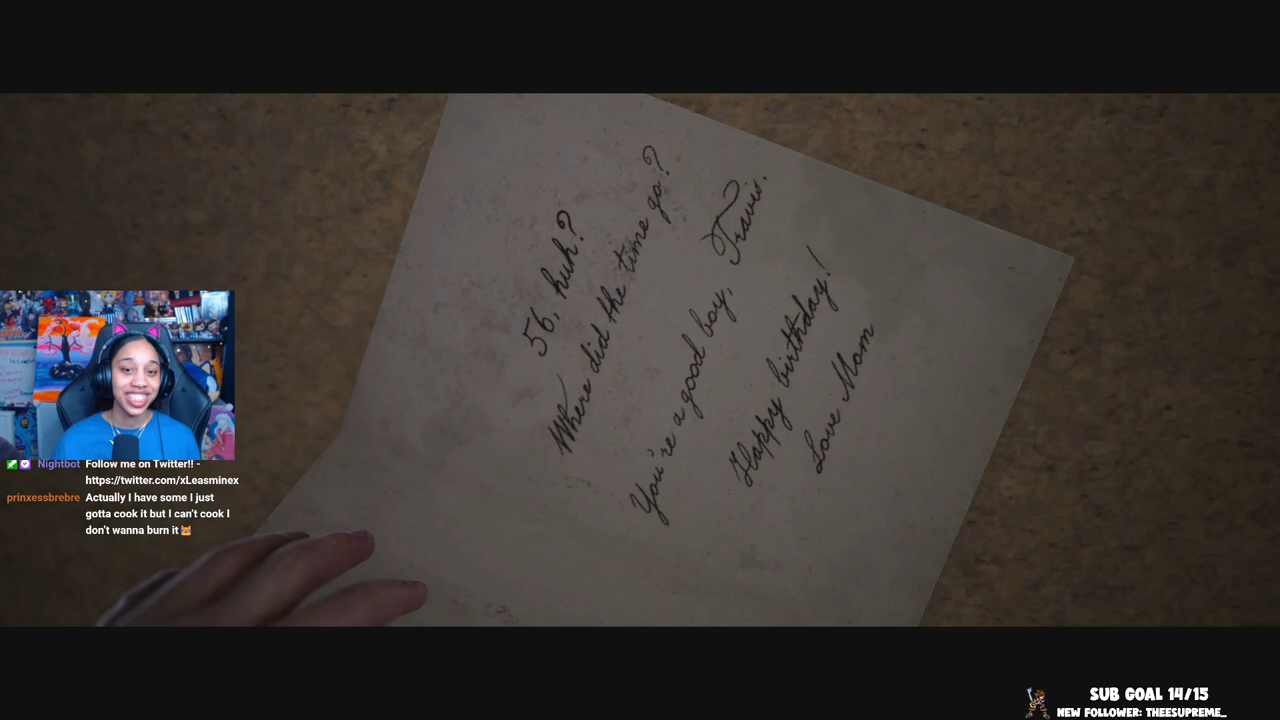 56, huh?
Where did the time go?
You're a good boy, Travis.
Happy birthday!
Love Mom
Nightbot Follow me on Twitter!! -
https://twitter.com/xLeasminex
prinxessbrebre Actually I have some I just
gotta cook it but I can't cook I
don't wanna burn it
SUB GOAL 14/15
NEW FOLLOWER: THEESUPREME_